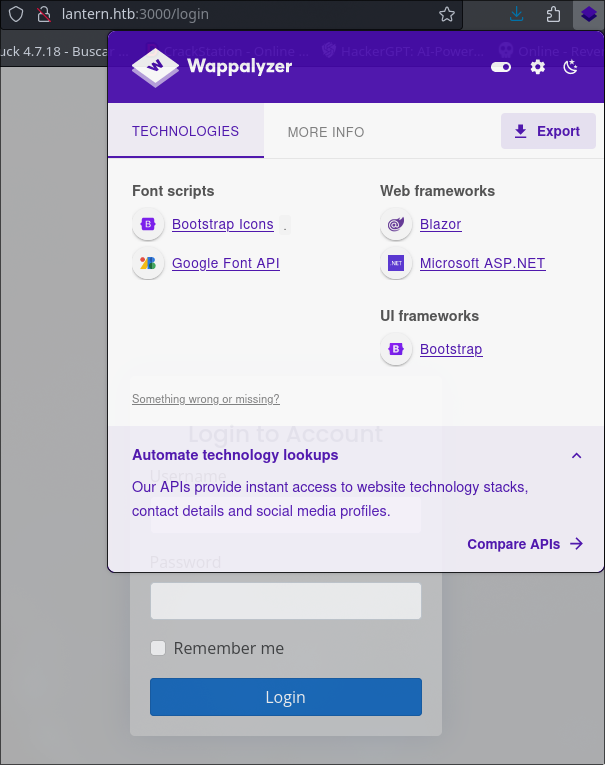 lantern.htb:3000/login
uck 4.7.18 - Buscar ... CrackStation - Online ... HackerGPT: AI-Power... Online - Rever
Wappalyzer
TECHNOLOGIES MORE INFO Export
Font scripts Web frameworks
Bootstrap Icons . Blazor
Google Font API Microsoft ASP.NET
UI frameworks
Bootstrap
Something wrong or missing?
Login to Account
Automate technology lookups
Username
Our APIs provide instant access to website technology stacks,
contact details and social media profiles.
Compare APIs
Password
Remember me
Login